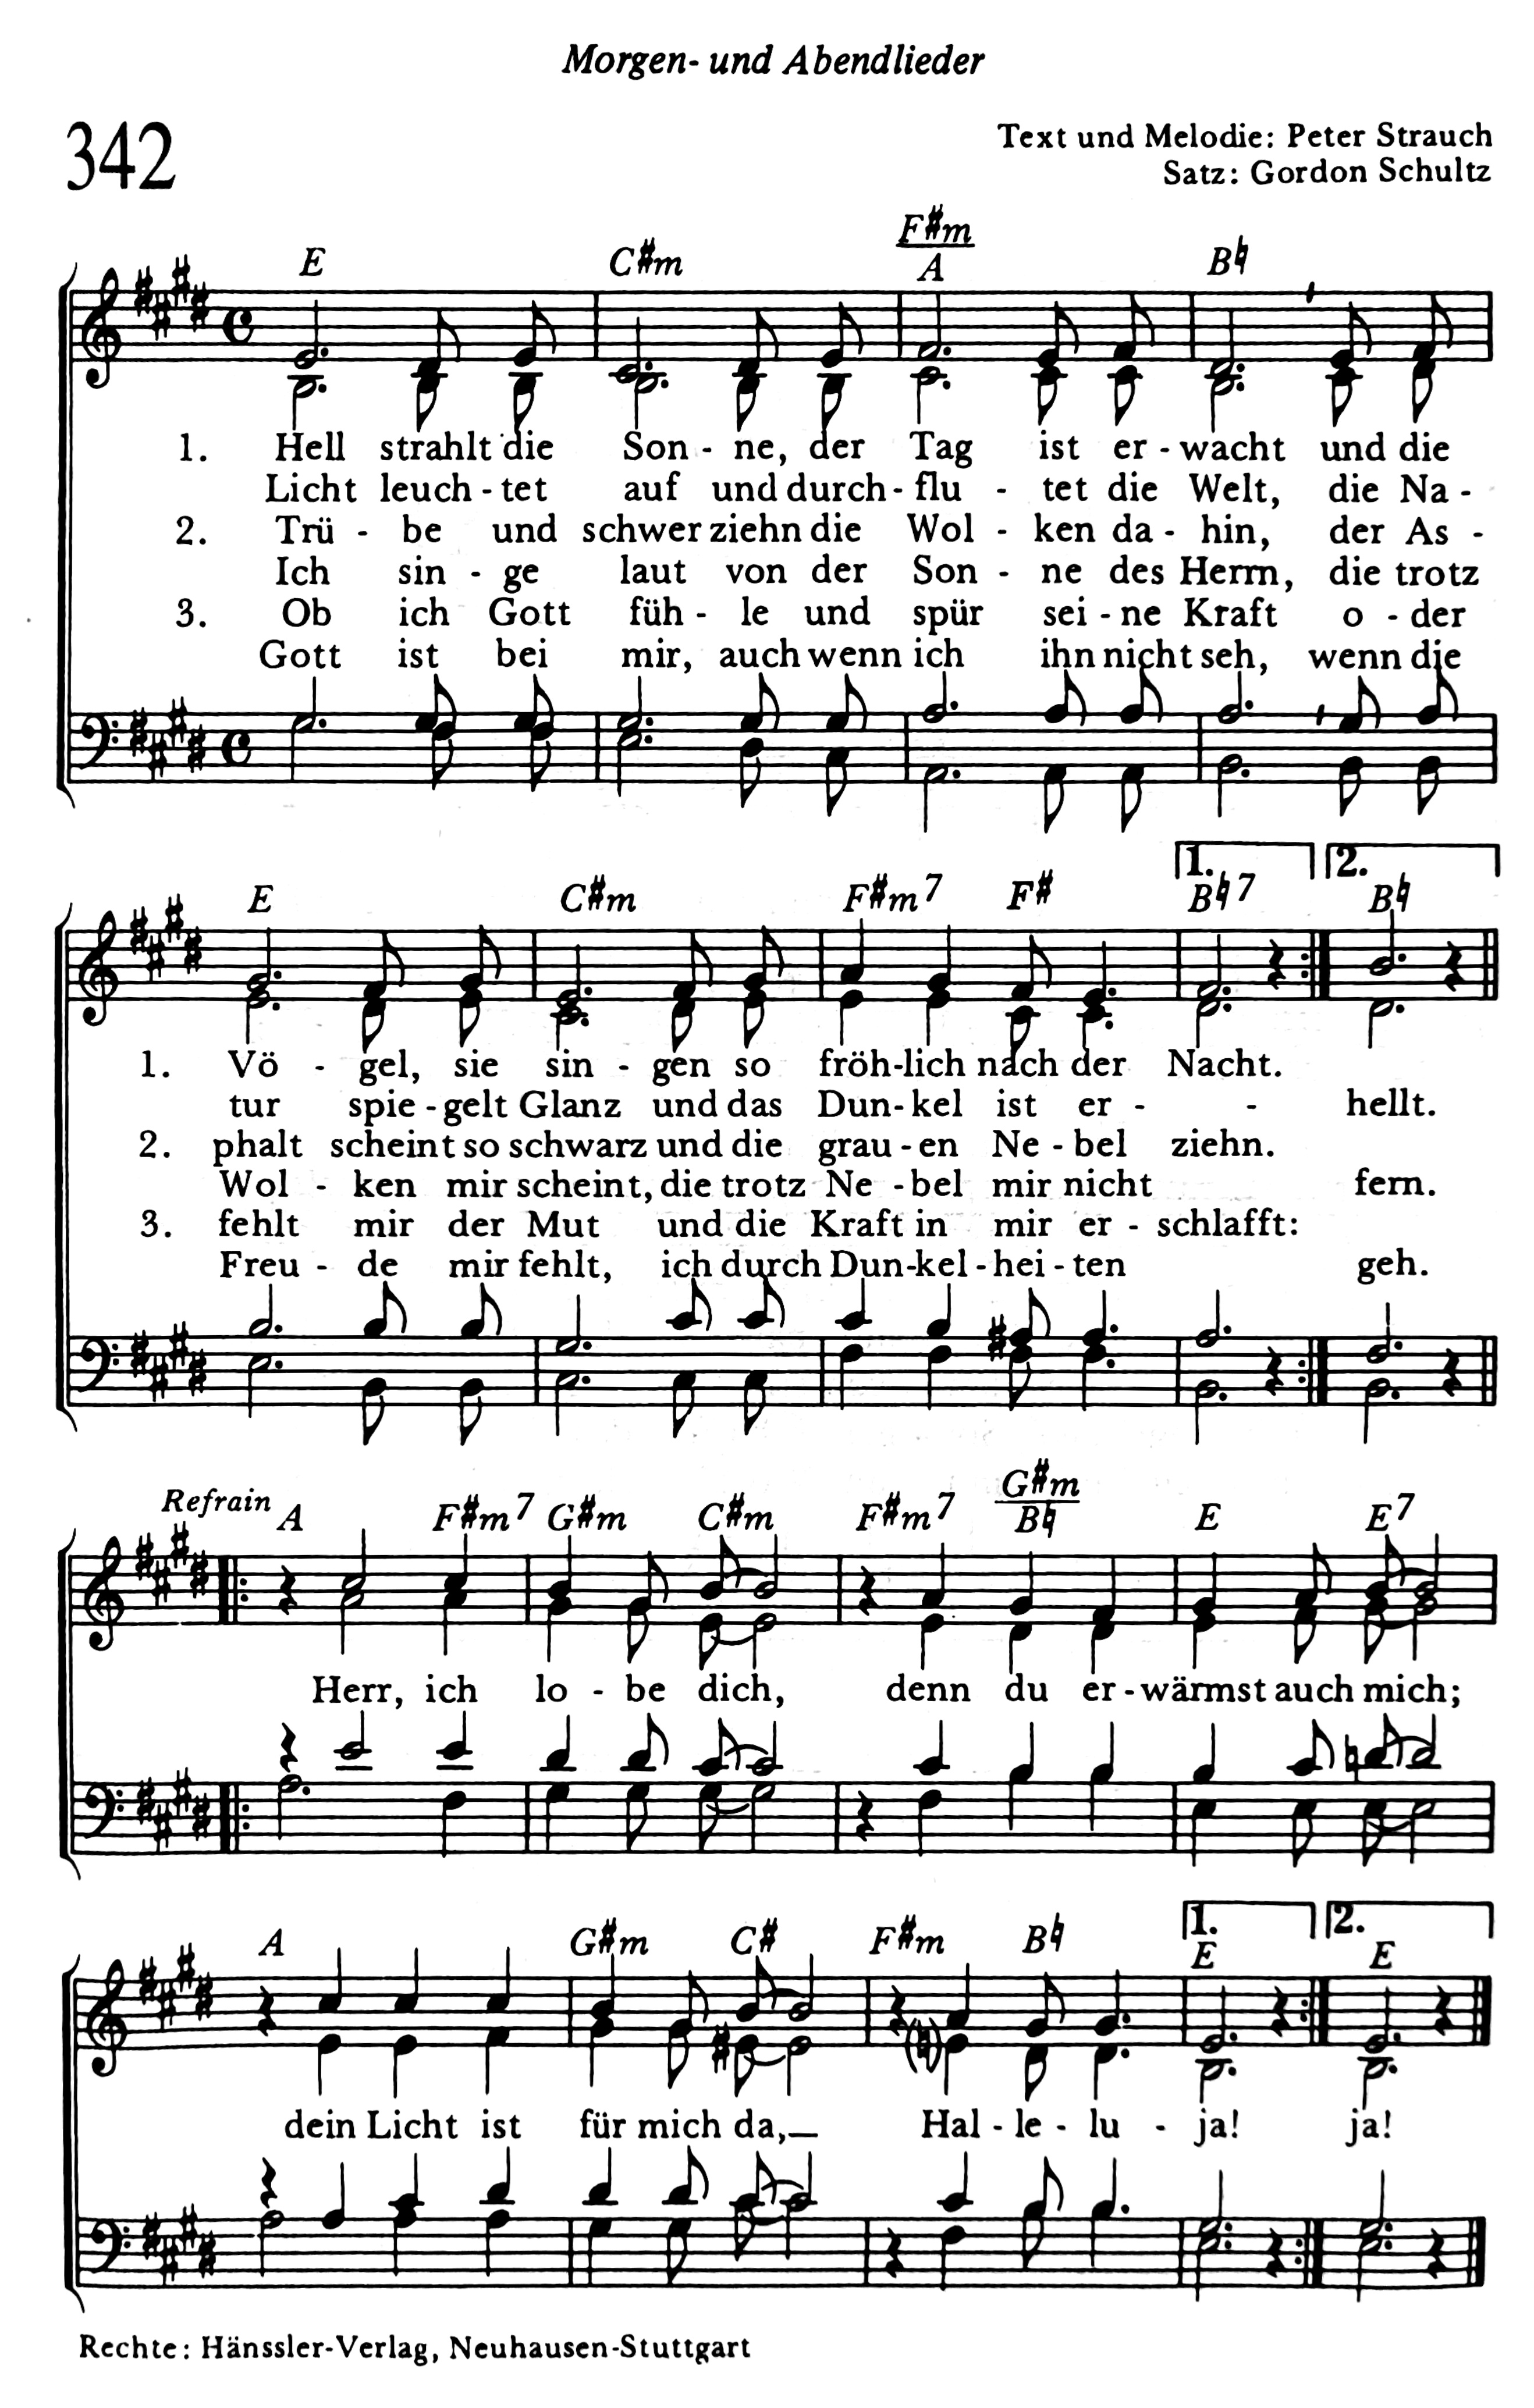 Morgen- und Abendlieder
342
Text und Melodie: Peter Strauch
Satz: Gordon Schultz
F#m
E C#m A B♮
1. Hell strahlt die Son - ne, der Tag ist er - wacht und die
Licht leuch - tet auf und durch - flu - tet die Welt, die Na -
2. Trü - be und schwer ziehn die Wol - ken da - hin, der As -
Ich sin - ge laut von der Son - ne des Herrn, die trotz
3. Ob ich Gott füh - le und spür sei - ne Kraft o - der
Gott ist bei mir, auch wenn ich ihn nicht seh, wenn die
1. 2.
E C#m F#m7 F# B♮7 B♮
1. Vö - gel, sie sin - gen so fröh-lich nach der Nacht.
tur spie - gelt Glanz und das Dun- kel ist er - - hellt.
2. phalt scheint so schwarz und die grau - en Ne - bel ziehn.
Wol - ken mir scheint, die trotz Ne - bel mir nicht fern.
3. fehlt mir der Mut und die Kraft in mir er - schlafft:
Freu - de mir fehlt, ich durch Dun-kel-hei - ten geh.
G#m
Refrain A F#m7 G#m C#m F#m7 B♮ E E7
Herr, ich lo - be dich, denn du er - wärmst auch mich;
1. 2.
A G#m C# F#m B♮ E E
dein Licht ist für mich da,_ Hal - le - lu - ja! ja!
Rechte: Hänssler-Verlag, Neuhausen-Stuttgart